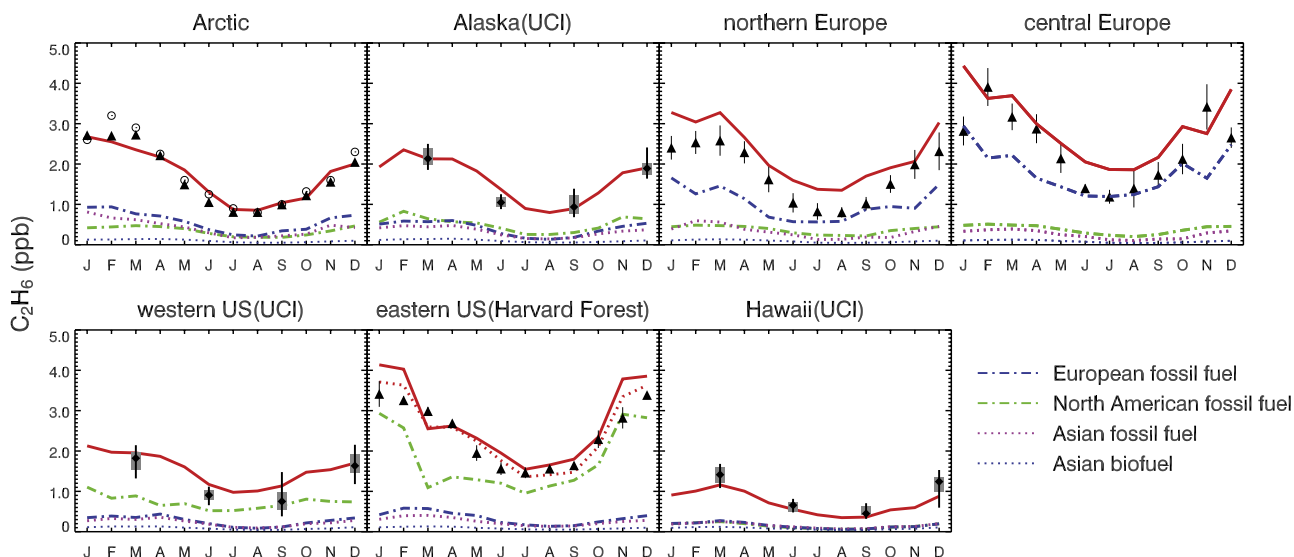 Arctic Alaska(UCI) northern Europe central Europe
5.0
4.0
3.0
2.0
1.0
0
J F M A M J J A S O N D J F M A M J J A S O N D J F M A M J J A S O N D J F M A M J J A S O N D
C2H6 (ppb)
western US(UCI) eastern US(Harvard Forest) Hawaii(UCI)
5.0
4.0
3.0
2.0
1.0
0
J F M A M J J A S O N D J F M A M J J A S O N D J F M A M J J A S O N D
European fossil fuel
North American fossil fuel
Asian fossil fuel
Asian biofuel